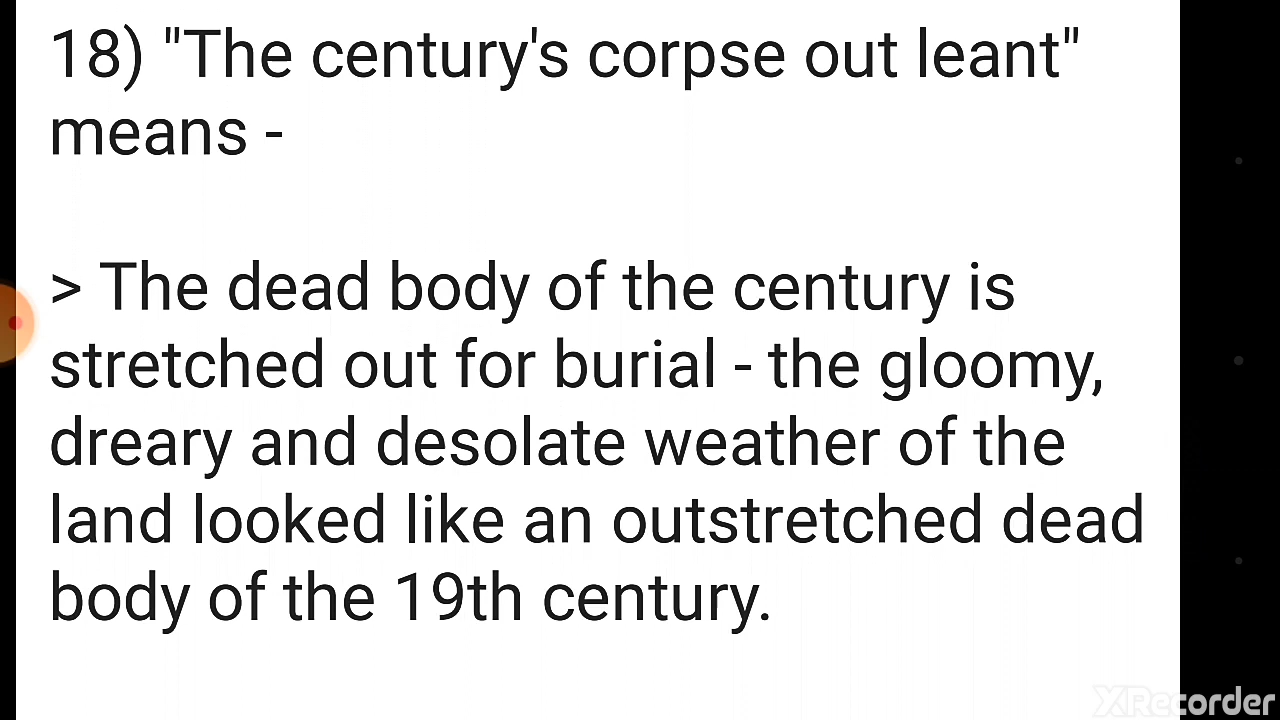 18) "The century's corpse out leant"
means -
> The dead body of the century is
stretched out for burial - the gloomy,
dreary and desolate weather of the
land looked like an outstretched dead
body of the 19th century.
XRecorder